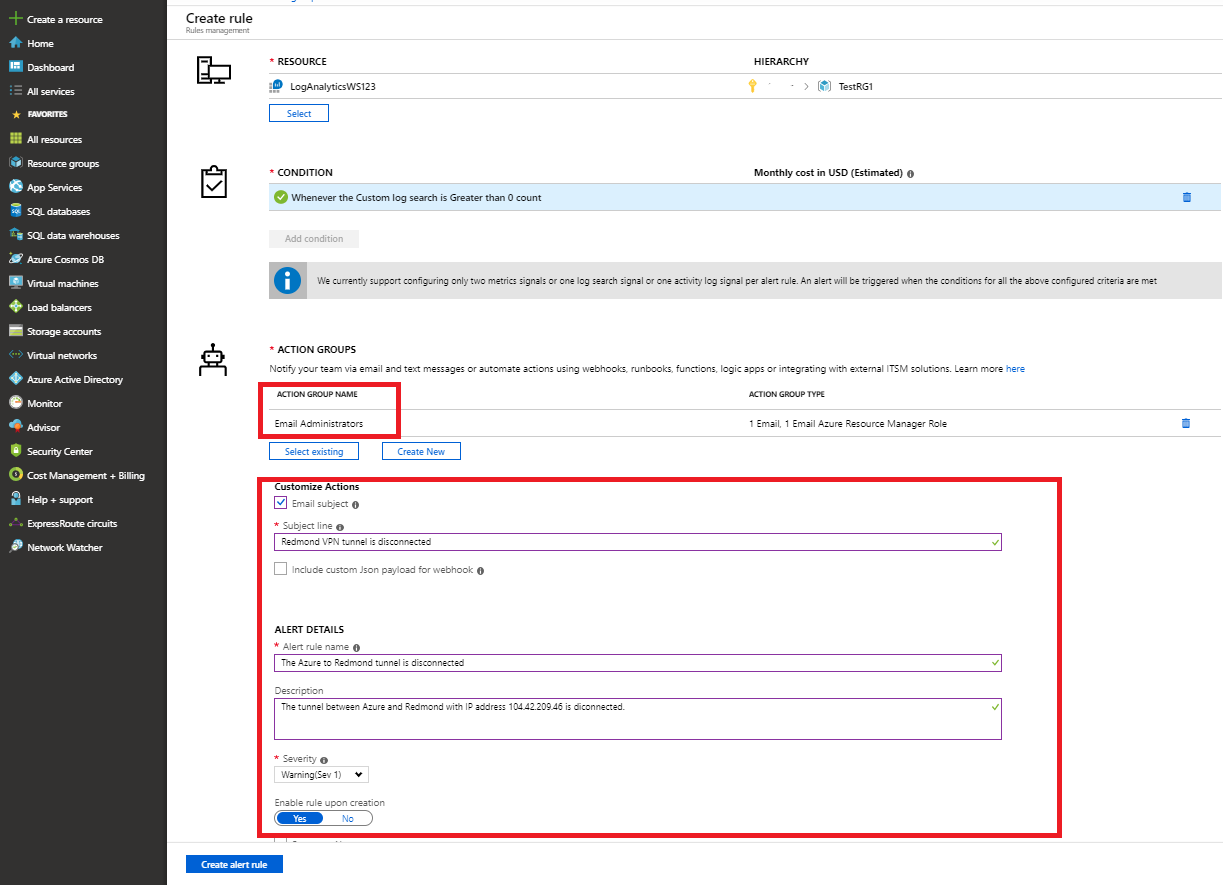 Create a resource
Home
Dashboard
All services
FAVORITES
All resources
Resource groups
App Services
SQL databases
SQL data warehouses
Azure Cosmos DB
Virtual machines
Load balancers
Storage accounts
Virtual networks
Azure Active Directory
Monitor
Advisor
Security Center
Cost Management + Billing
Help + support
ExpressRoute circuits
Network Watcher
Create rule
Rules management
* RESOURCE HIERARCHY
LogAnalyticsWS123 > TestRG1
Select
* CONDITION Monthly cost in USD (Estimated)
Whenever the Custom log search is Greater than 0 count
Add condition
We currently support configuring only two metrics signals or one log search signal or one activity log signal per alert rule. An alert will be triggered when the conditions for all the above configured criteria are met
* ACTION GROUPS
Notify your team via email and text messages or automate actions using webhooks, runbooks, functions, logic apps or integrating with external ITSM solutions. Learn more here
ACTION GROUP NAME ACTION GROUP TYPE
Email Administrators 1 Email, 1 Email Azure Resource Manager Role
Select existing Create New
Customize Actions
Email subject
* Subject line
Redmond VPN tunnel is disconnected
Include custom Json payload for webhook
ALERT DETAILS
* Alert rule name
The Azure to Redmond tunnel is disconnected
Description
The tunnel between Azure and Redmond with IP address 104.42.209.46 is diconnected.
* Severity
Warning(Sev 1)
Enable rule upon creation
Yes No
Create alert rule